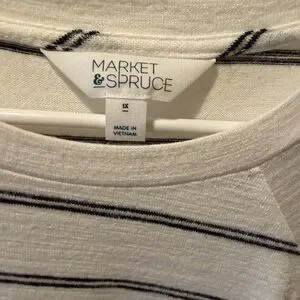 MARKET
&SPRUCE
1X
MADE IN
VIETNAM